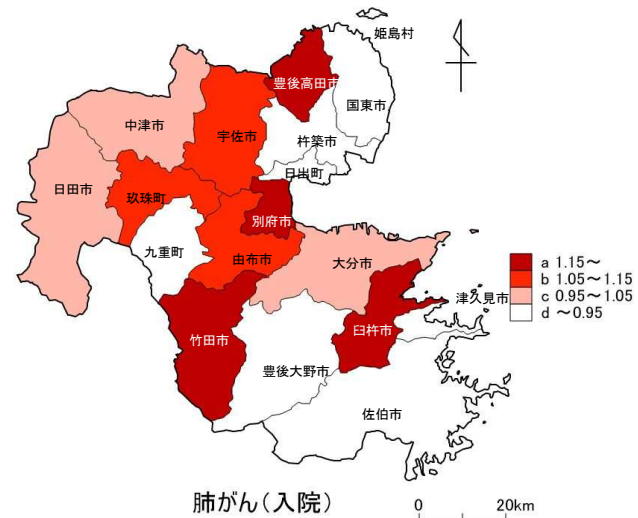 姫島村
豊後高田市
国東市
中津市
宇佐市
杵築市
日出町
日田市
玖珠町
別府市
九重町
由布市
大分市
a 1.15～
b 1.05～1.15
c 0.95～1.05
d ～0.95
津久見市
竹田市
臼杵市
豊後大野市
佐伯市
肺がん(入院)
0 20km